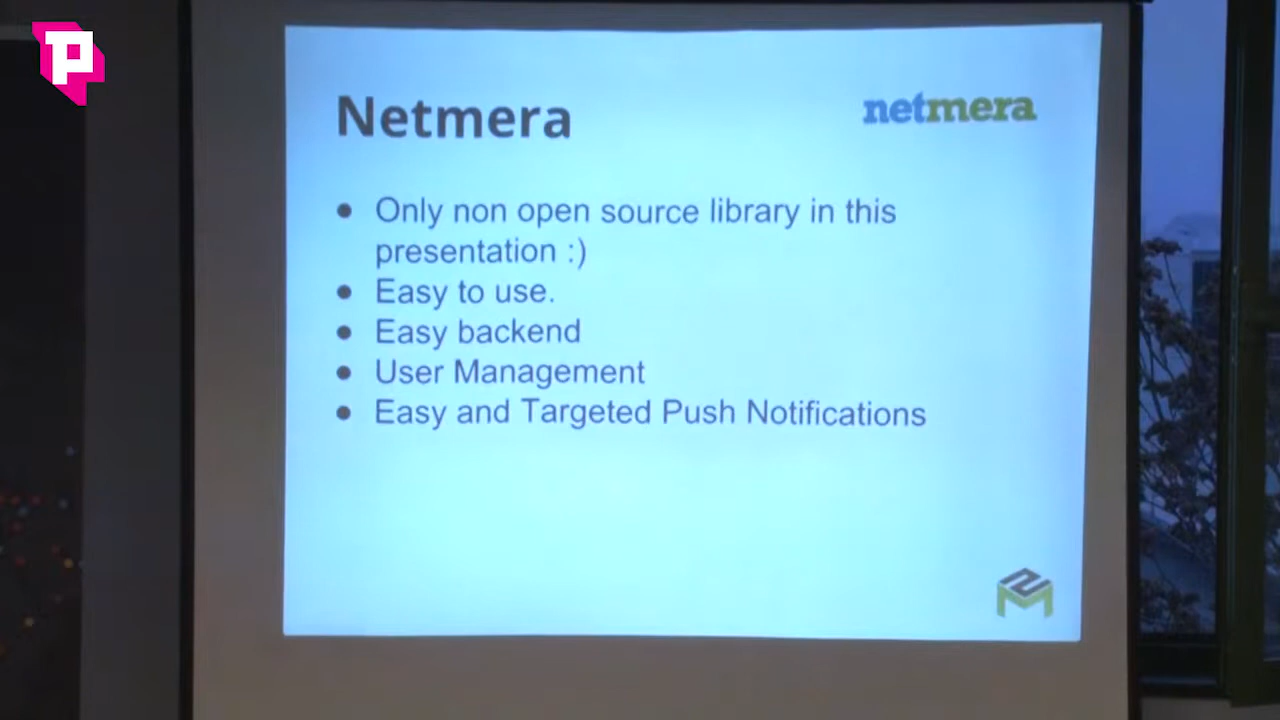 P
Netmera
netmera
● Only non open source library in this
presentation :)
● Easy to use.
● Easy backend
● User Management
● Easy and Targeted Push Notifications